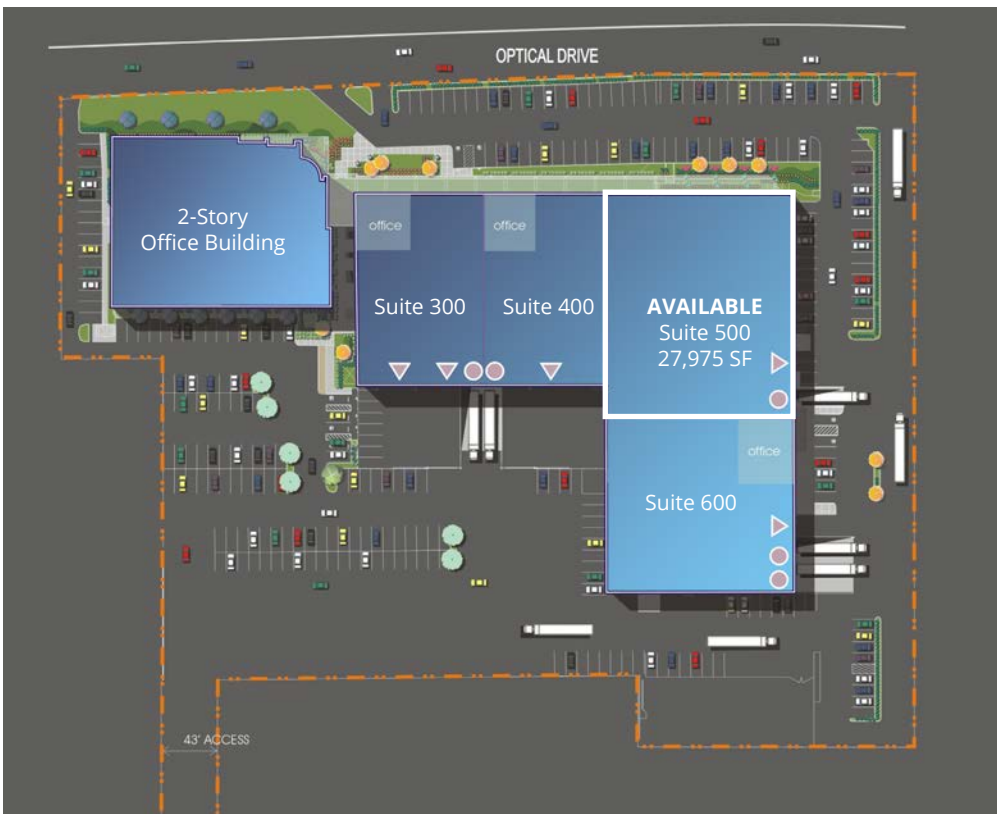 OPTICAL DRIVE
2-Story
Office Building
office
office
Suite 300
Suite 400
AVAILABLE
Suite 500
27,975 SF
office
Suite 600
43' ACCESS